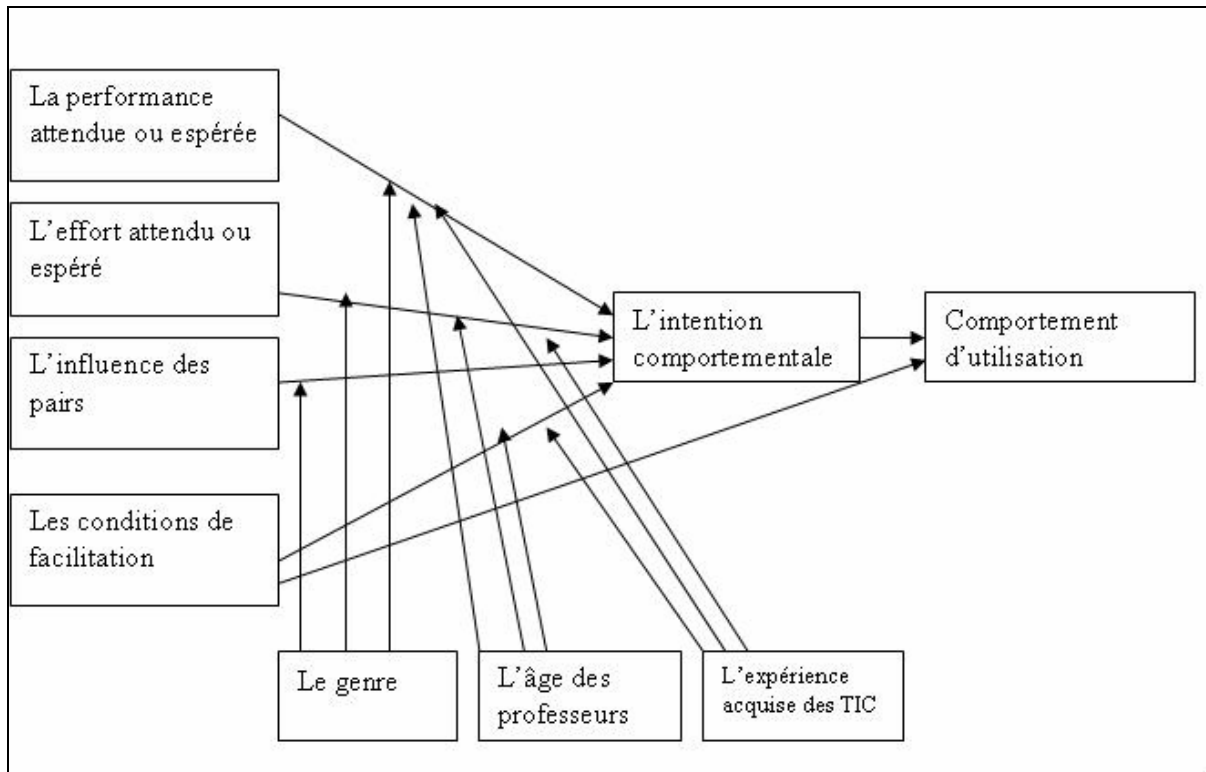 La performance
attendue ou espérée
L'effort attendu ou
espéré
L'influence des
pairs
Les conditions de
facilitation
L'intention
comportementale
Comportement
d'utilisation
Le genre
L'âge des
professeurs
L'expérience
acquise des TIC